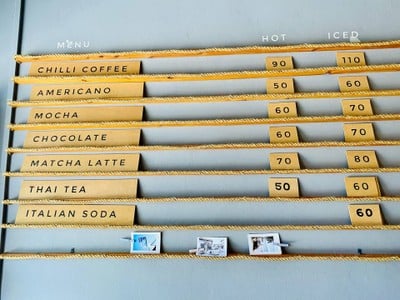 MENU HOT ICED
CHILLI COFFEE 90 110
AMERICANO 50 60
MOCHA 60 70
CHOCOLATE 60 70
MATCHA LATTE 70 80
THAI TEA 50 60
ITALIAN SODA 60